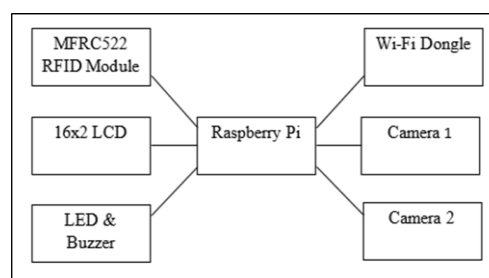 MFRC522
RFID Module
Wi-Fi Dongle
16x2 LCD
Raspberry Pi
Camera 1
LED &
Buzzer
Camera 2